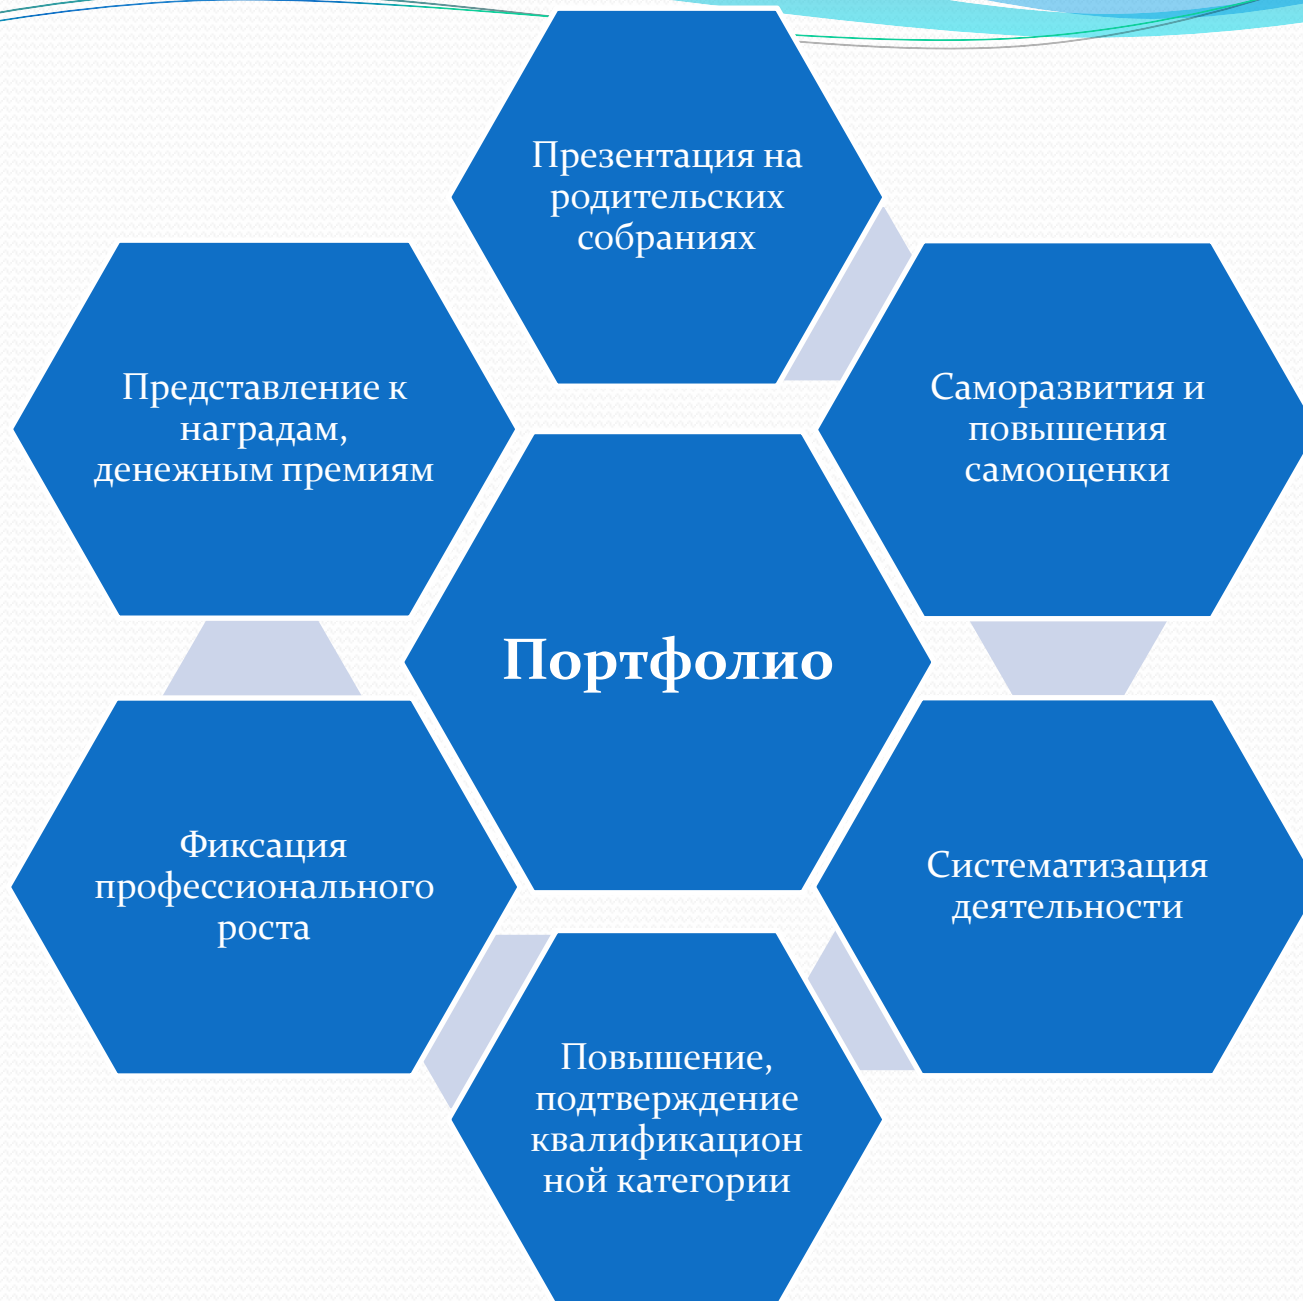 Презентация на
родительских
собраниях
Представление к
наградам,
денежным премиям
Саморазвития и
повышения
самооценки
Портфолио
Фиксация
профессионального
роста
Систематизация
деятельности
Повышение,
подтверждение
квалификацион
ной категории